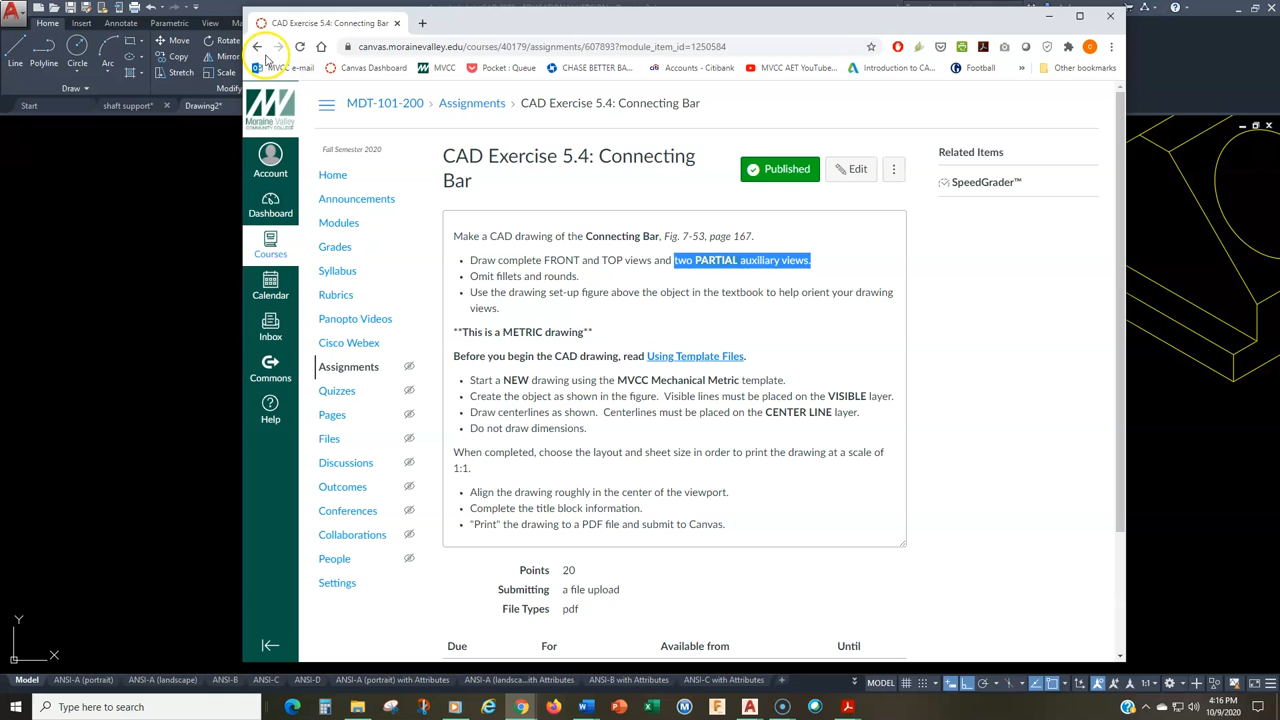 Home
Insert
Annotate
Parametric
View
Line
Polyline
Circle
Arc
Move
Copy
Stretch
Rotate
Mirror
Scale
Draw
Modify
Start
shaft support*
Drawing2*
CAD Exercise 5.4: Connecting Bar
canvas.morainevalley.edu/courses/40179/assignments/607893?module_item_id=1250584
MVCC e-mail
Canvas Dashboard
MVCC
Pocket : Queue
CHASE BETTER BA...
Accounts - Citibank
MVCC AET YouTube...
Introduction to CA...
Football
»
Other bookmarks
Moraine Valley
COMMUNITY COLLEGE
Account
Dashboard
Courses
Calendar
Inbox
Commons
Help
MDT-101-200 › Assignments › CAD Exercise 5.4: Connecting Bar
Fall Semester 2020
Home
Announcements
Modules
Grades
Syllabus
Rubrics
Panopto Videos
Cisco Webex
Assignments
Quizzes
Pages
Files
Discussions
Outcomes
Conferences
Collaborations
People
Settings
CAD Exercise 5.4: Connecting
Bar
Published
Edit
Related Items
SpeedGrader™
Make a CAD drawing of the Connecting Bar, Fig. 7-53, page 167.
• Draw complete FRONT and TOP views and two PARTIAL auxiliary views.
• Omit fillets and rounds.
• Use the drawing set-up figure above the object in the textbook to help orient your drawing
views.
**This is a METRIC drawing**
Before you begin the CAD drawing, read Using Template Files.
• Start a NEW drawing using the MVCC Mechanical Metric template.
• Create the object as shown in the figure. Visible lines must be placed on the VISIBLE layer.
• Draw centerlines as shown. Centerlines must be placed on the CENTER LINE layer.
• Do not draw dimensions.
When completed, choose the layout and sheet size in order to print the drawing at a scale of
1:1.
• Align the drawing roughly in the center of the viewport.
• Complete the title block information.
• "Print" the drawing to a PDF file and submit to Canvas.
Points 20
Submitting a file upload
File Types pdf
Due For Available from Until
Y
X
Model
ANSI-A (portrait)
ANSI-A (landscape)
ANSI-B
ANSI-C
ANSI-D
ANSI-A (portrait) with Attributes
ANSI-A (landsca...with Attributes
ANSI-B with Attributes
ANSI-C with Attributes
MODEL
1:1
Type here to search
4:16 PM
10/9/2020